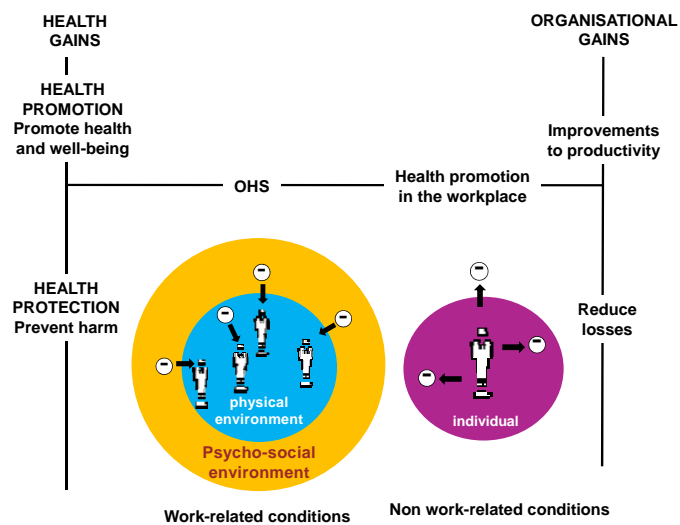 HEALTH
GAINS
ORGANISATIONAL
GAINS
HEALTH
PROMOTION
Promote health
and well-being
Improvements
to productivity
OHS
Health promotion
in the workplace
HEALTH
PROTECTION
Prevent harm
Reduce
losses
physical
environment
individual
Psycho-social
environment
Work-related conditions
Non work-related conditions